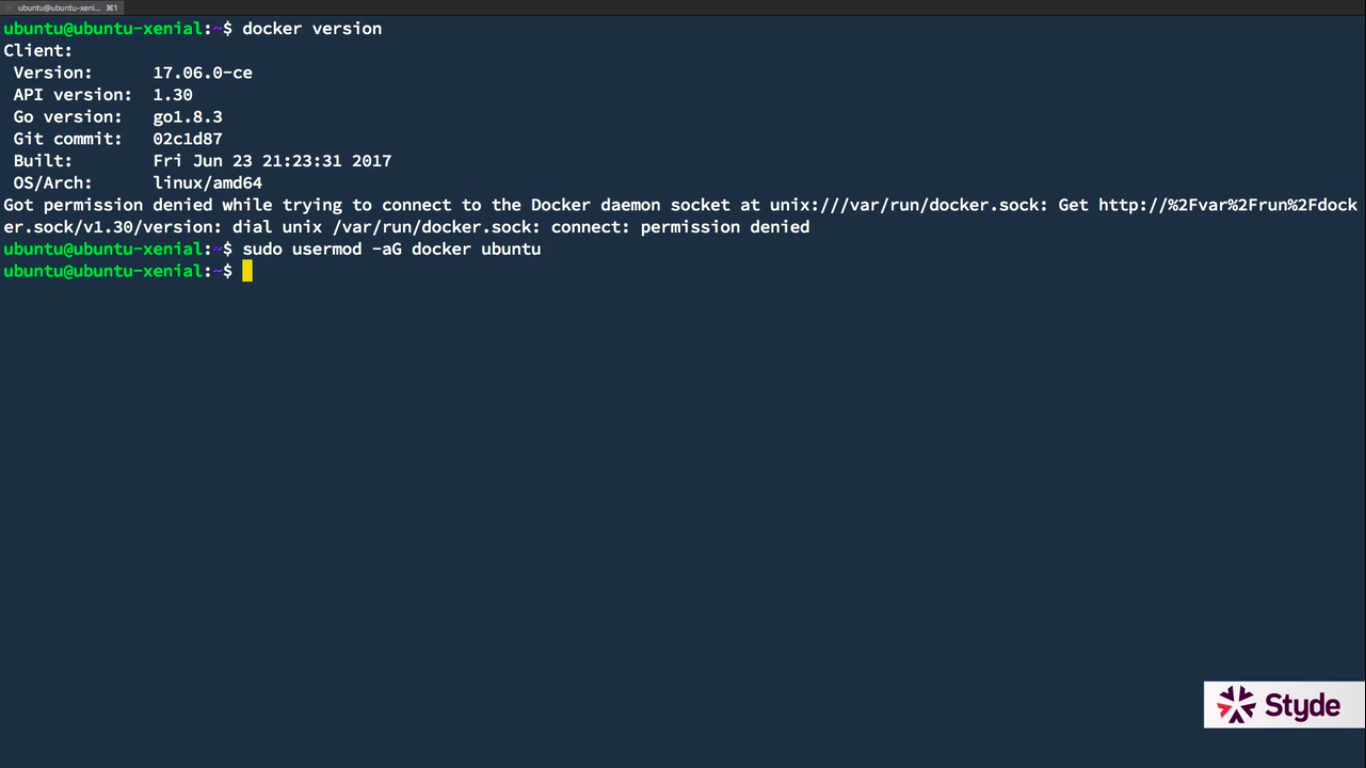 ubuntu@ubuntu-xeni... ⌘1
ubuntu@ubuntu-xenial:~$ docker version
Client:
 Version:      17.06.0-ce
 API version:  1.30
 Go version:   go1.8.3
 Git commit:   02c1d87
 Built:        Fri Jun 23 21:23:31 2017
 OS/Arch:      linux/amd64
Got permission denied while trying to connect to the Docker daemon socket at unix:///var/run/docker.sock: Get http://%2Fvar%2Frun%2Fdock
er.sock/v1.30/version: dial unix /var/run/docker.sock: connect: permission denied
ubuntu@ubuntu-xenial:~$ sudo usermod -aG docker ubuntu
ubuntu@ubuntu-xenial:~$
Styde